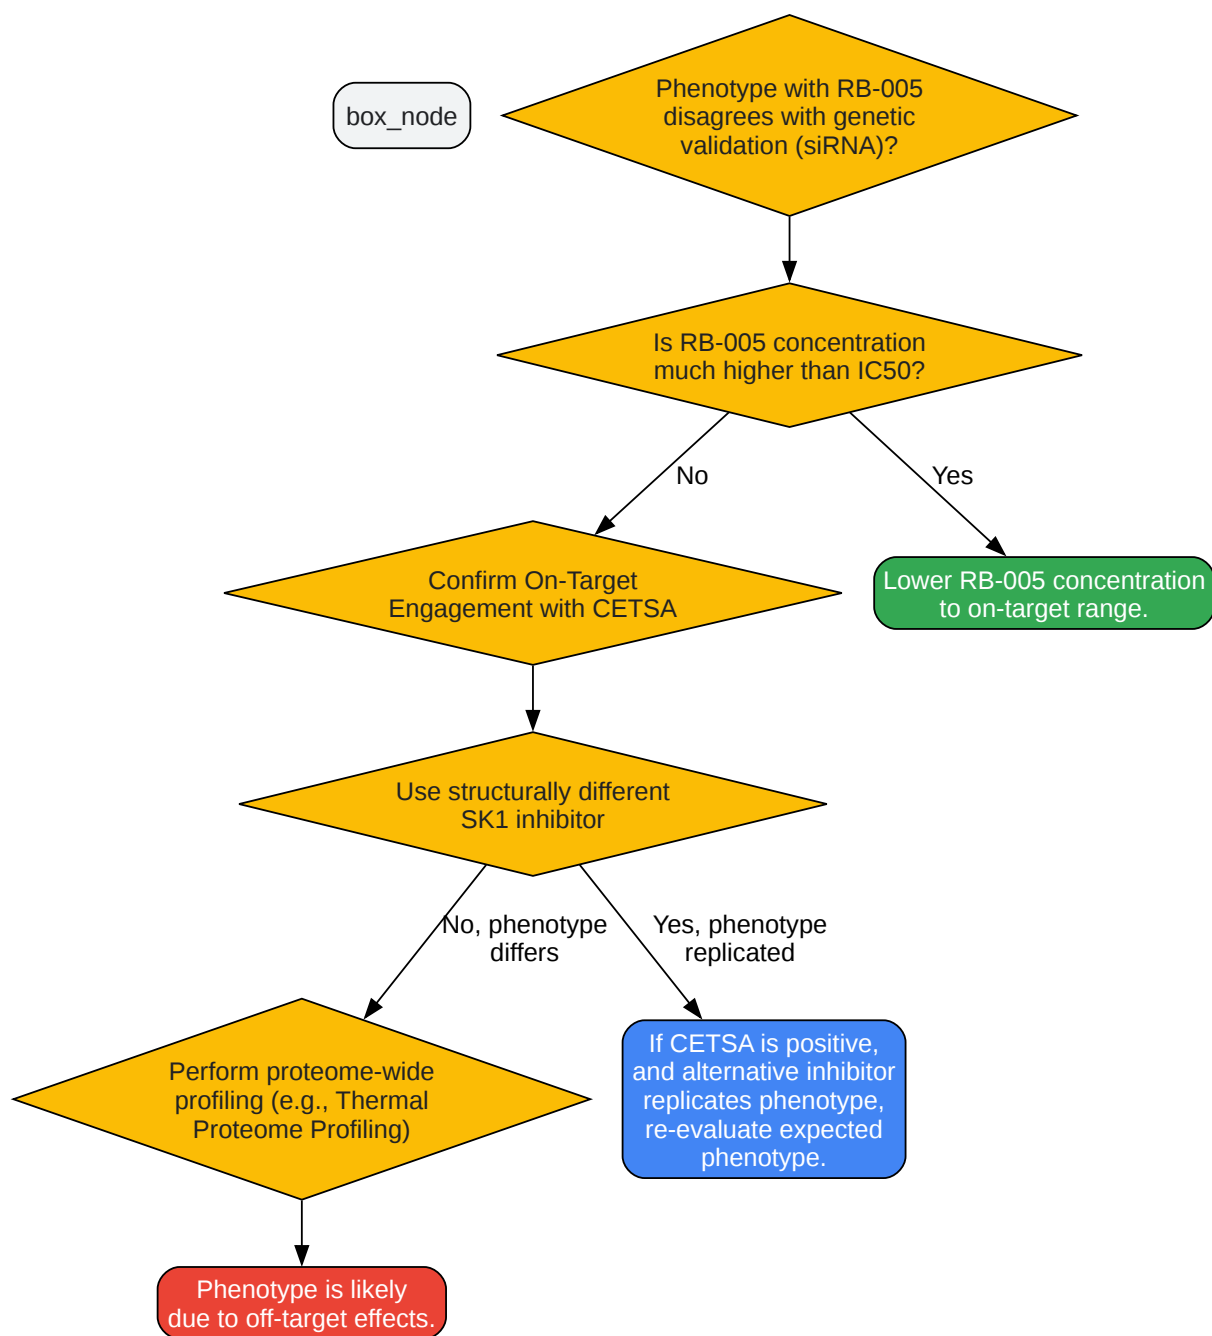 box_node
Phenotype with RB-005
disagrees with genetic
validation (siRNA)?
Is RB-005 concentration
much higher than IC50?
No
Yes
Confirm On-Target
Engagement with CETSA
Lower RB-005 concentration
to on-target range.
Use structurally different
SK1 inhibitor
No, phenotype
differs
Yes, phenotype
replicated
Perform proteome-wide
profiling (e.g., Thermal
Proteome Profiling)
If CETSA is positive,
and alternative inhibitor
replicates phenotype,
re-evaluate expected
phenotype.
Phenotype is likely
due to off-target effects.